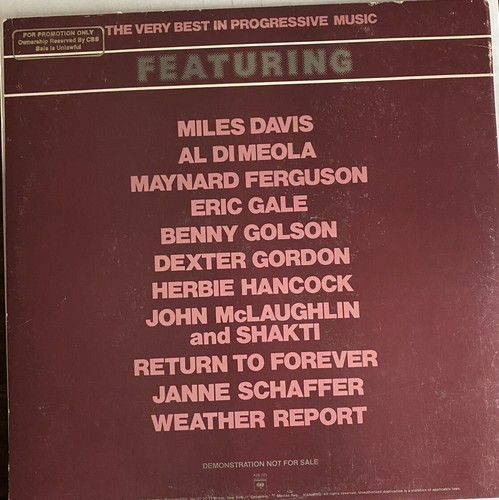 THE VERY BEST IN PROGRESSIVE MUSIC
FOR PROMOTION ONLY
Ownership Reserved By CBS
Sale is Unlawful
FEATURING
MILES DAVIS
AL DI MEOLA
MAYNARD FERGUSON
ERIC GALE
BENNY GOLSON
DEXTER GORDON
HERBIE HANCOCK
JOHN McLAUGHLIN
and SHAKTI
RETURN TO FOREVER
JANNE SCHAFFER
WEATHER REPORT
DEMONSTRATION NOT FOR SALE